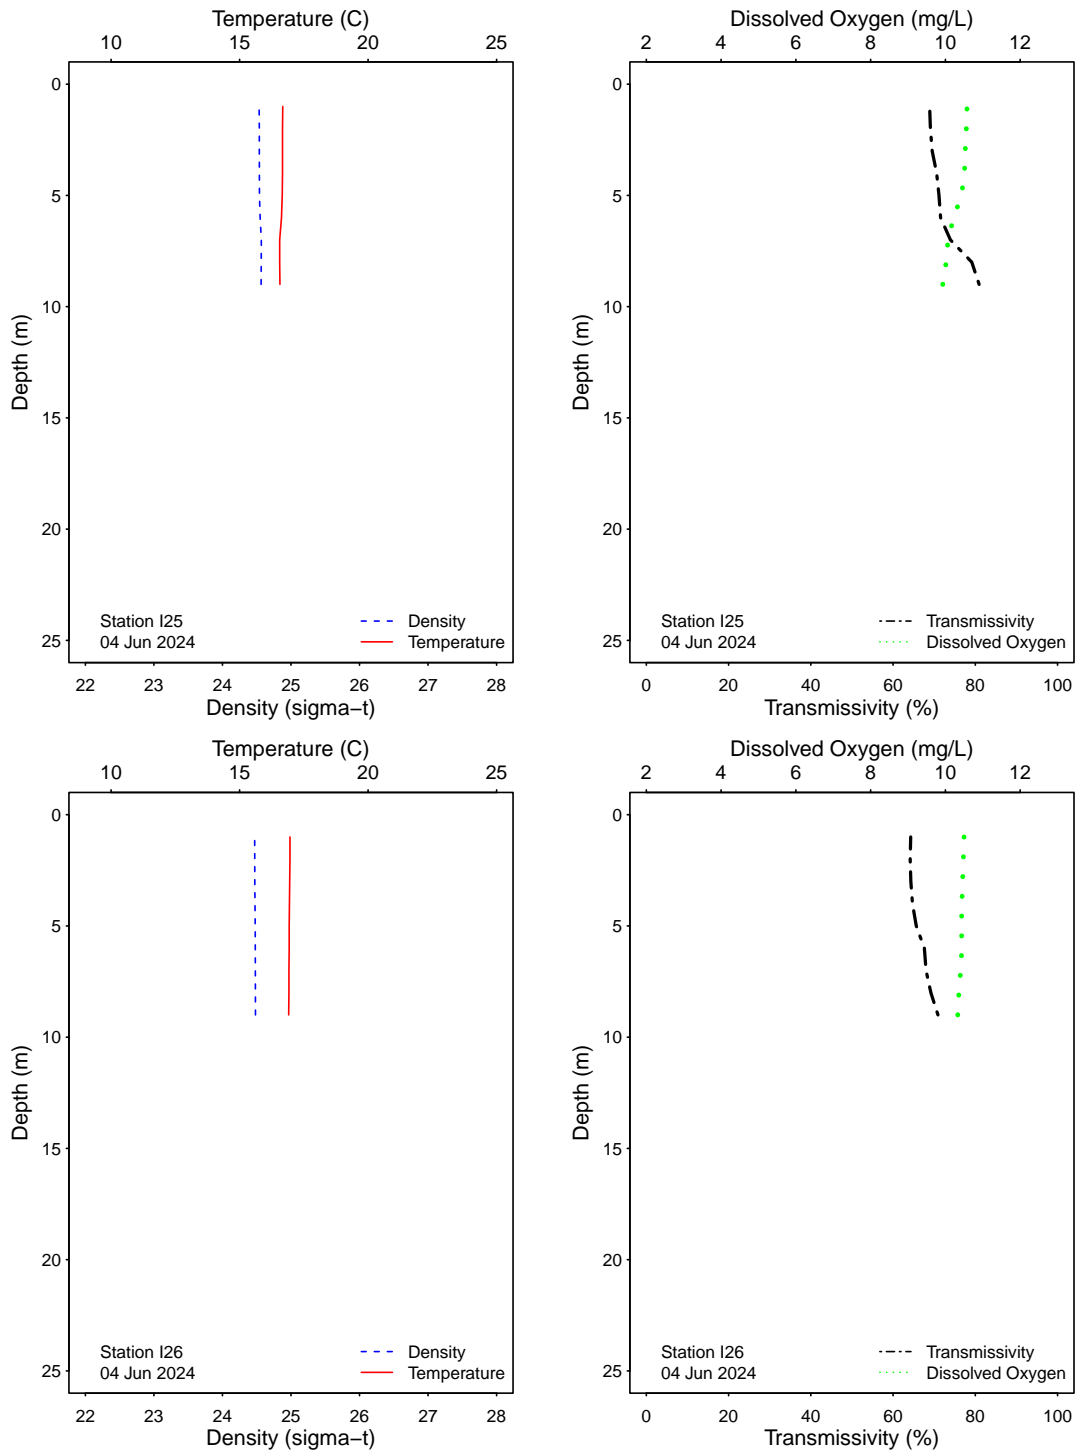 Temperature (C)
10 15 20 25
0
5
10
15
20
25
Depth (m)
Station I25
04 Jun 2024
Density
Temperature
22 23 24 25 26 27 28
Density (sigma−t)
Dissolved Oxygen (mg/L)
2 4 6 8 10 12
0
5
10
15
20
25
Depth (m)
Station I25
04 Jun 2024
Transmissivity
Dissolved Oxygen
0 20 40 60 80 100
Transmissivity (%)
Temperature (C)
10 15 20 25
0
5
10
15
20
25
Depth (m)
Station I26
04 Jun 2024
Density
Temperature
22 23 24 25 26 27 28
Density (sigma−t)
Dissolved Oxygen (mg/L)
2 4 6 8 10 12
0
5
10
15
20
25
Depth (m)
Station I26
04 Jun 2024
Transmissivity
Dissolved Oxygen
0 20 40 60 80 100
Transmissivity (%)